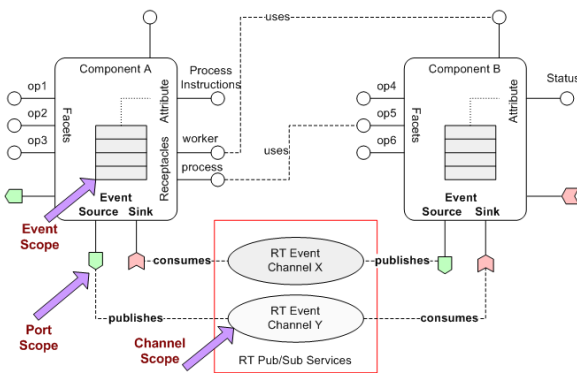 uses
Component A
Process
Instructions
Component B
Status
op1
op2
op3
Facets
Attribute
Receptacles
worker
process
uses
op4
op5
op6
Facets
Attribute
Event
Source Sink
Event
Source Sink
Event
Scope
consumes
RT Event
Channel X
publishes
Port
Scope
publishes
Channel
Scope
RT Event
Channel Y
consumes
RT Pub/Sub Services